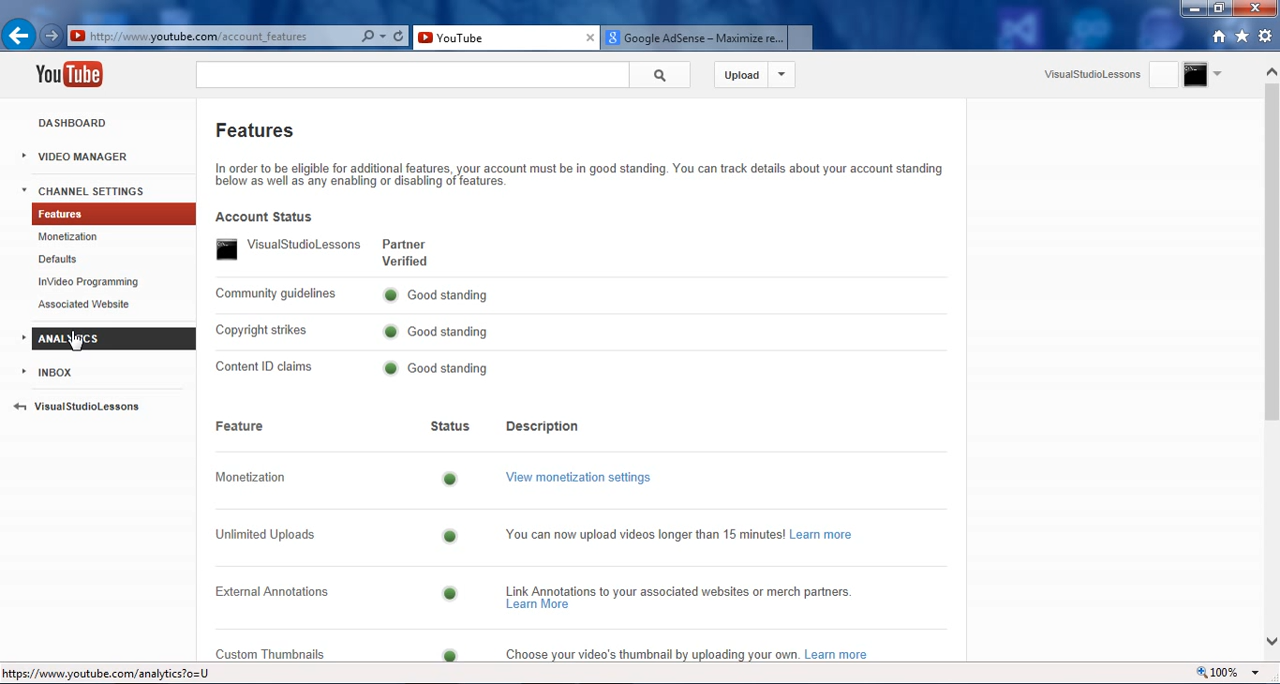 http://www.youtube.com/account_features
YouTube
Google AdSense – Maximize re...
YouTube
Upload
VisualStudioLessons
DASHBOARD
VIDEO MANAGER
CHANNEL SETTINGS
Features
Monetization
Defaults
InVideo Programming
Associated Website
ANALYTICS
INBOX
VisualStudioLessons
Features
In order to be eligible for additional features, your account must be in good standing. You can track details about your account standing
below as well as any enabling or disabling of features.
Account Status
VisualStudioLessons Partner
Verified
Community guidelines Good standing
Copyright strikes Good standing
Content ID claims Good standing
Feature Status Description
Monetization View monetization settings
Unlimited Uploads You can now upload videos longer than 15 minutes! Learn more
External Annotations Link Annotations to your associated websites or merch partners.
Learn More
Custom Thumbnails Choose your video's thumbnail by uploading your own. Learn more
https://www.youtube.com/analytics?o=U
100%